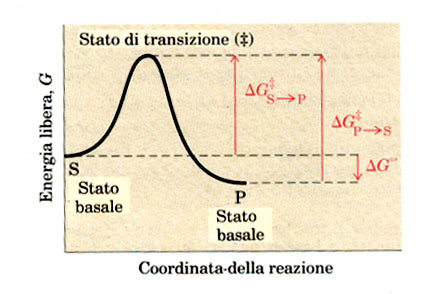 Stato di transizione (‡)
ΔG‡S→P
ΔG‡P→S
ΔG°′
Energia libera, G
S
Stato
basale
P
Stato
basale
Coordinata della reazione